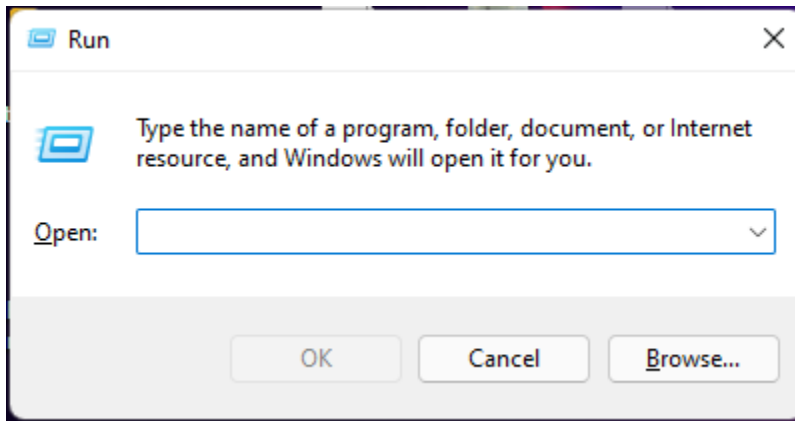 Run
Type the name of a program, folder, document, or Internet
resource, and Windows will open it for you.
Open:
OK
Cancel
Browse...